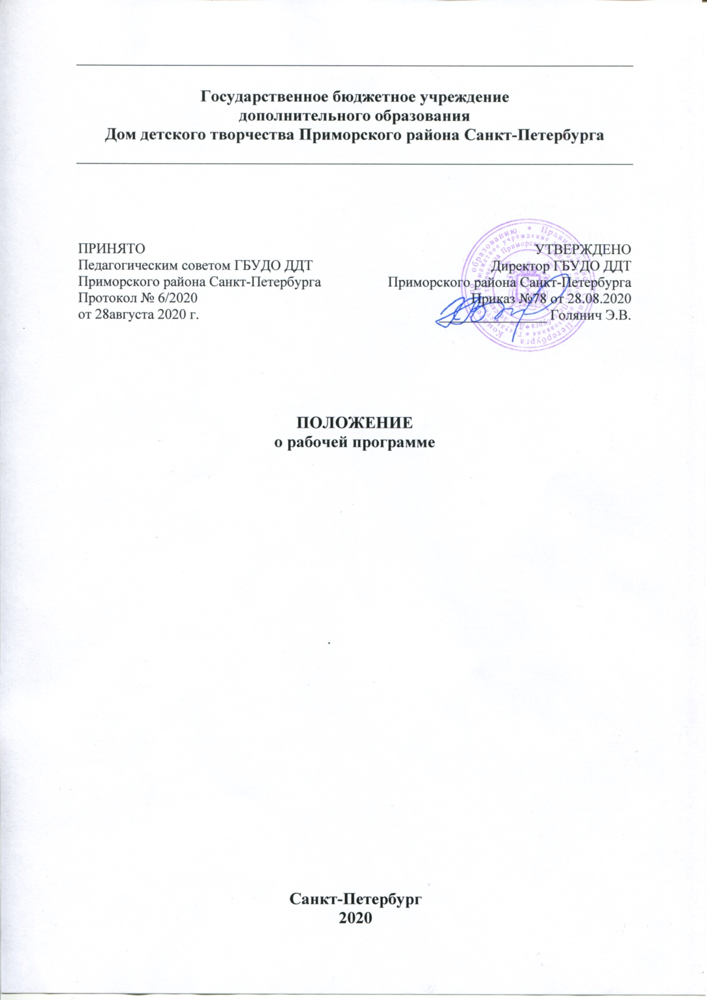 Государственное бюджетное учреждение
дополнительного образования
Дом детского творчества Приморского района Санкт-Петербурга
ПРИНЯТО
Педагогическим советом ГБУДО ДДТ
Приморского района Санкт-Петербурга
Протокол № 6/2020
от 28августа 2020 г.
УТВЕРЖДЕНО
Директор ГБУДО ДДТ
Приморского района Санкт-Петербурга
Приказ №78 от 28.08.2020
Голянич Э.В.
ПОЛОЖЕНИЕ
о рабочей программе
Санкт-Петербург
2020